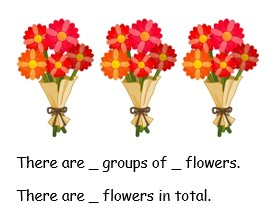 There are _ groups of _ flowers.
There are _ flowers in total.